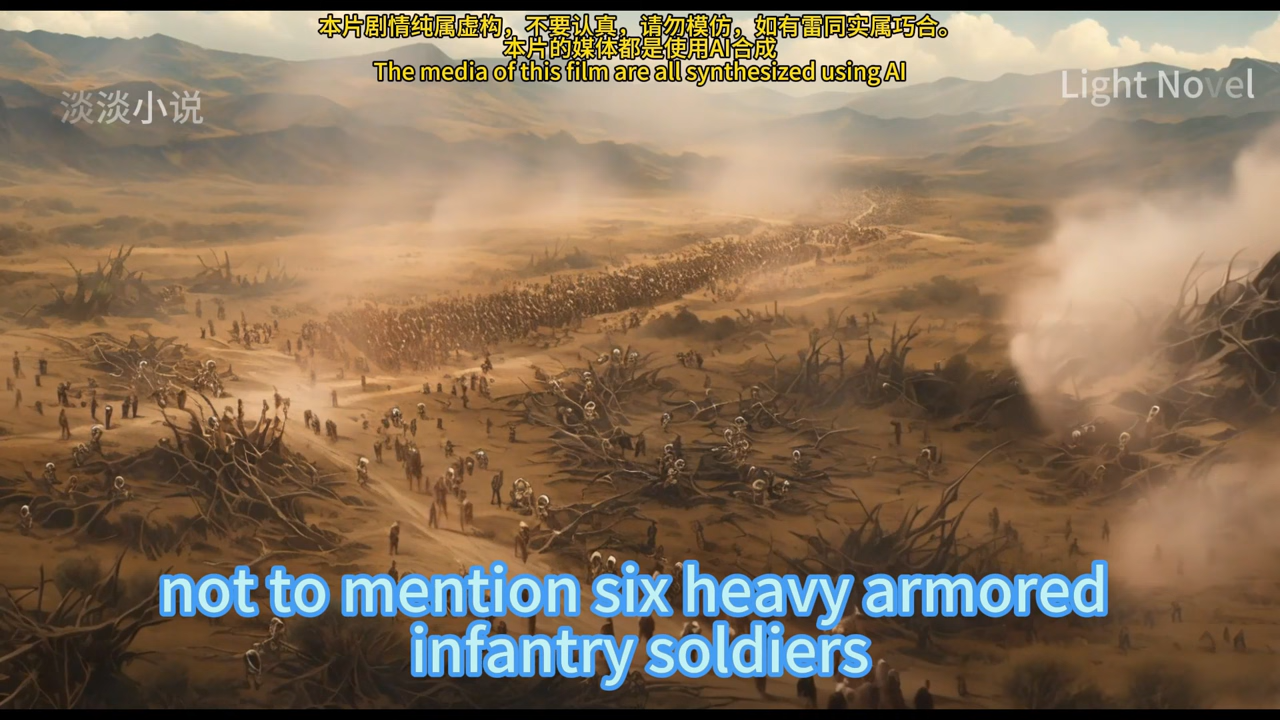 本片剧情纯属虚构，不要认真，请勿模仿，如有雷同实属巧合。
本片的媒体都是使用AI合成
The media of this film are all synthesized using AI
淡淡小说
Light Novel
not to mention six heavy armored
infantry soldiers